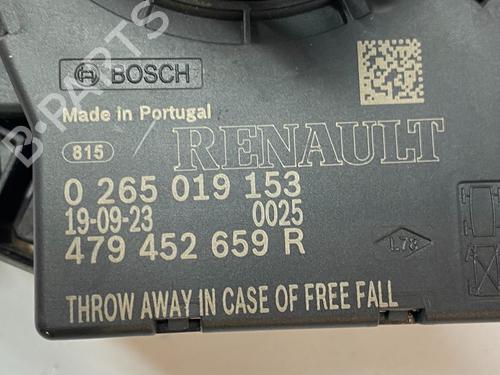 BOSCH
Made in Portugal
815 RENAULT
0 265 019 153
19-09-23 0025
479 452 659 R
L78
THROW AWAY IN CASE OF FREE FALL
B-PARTS